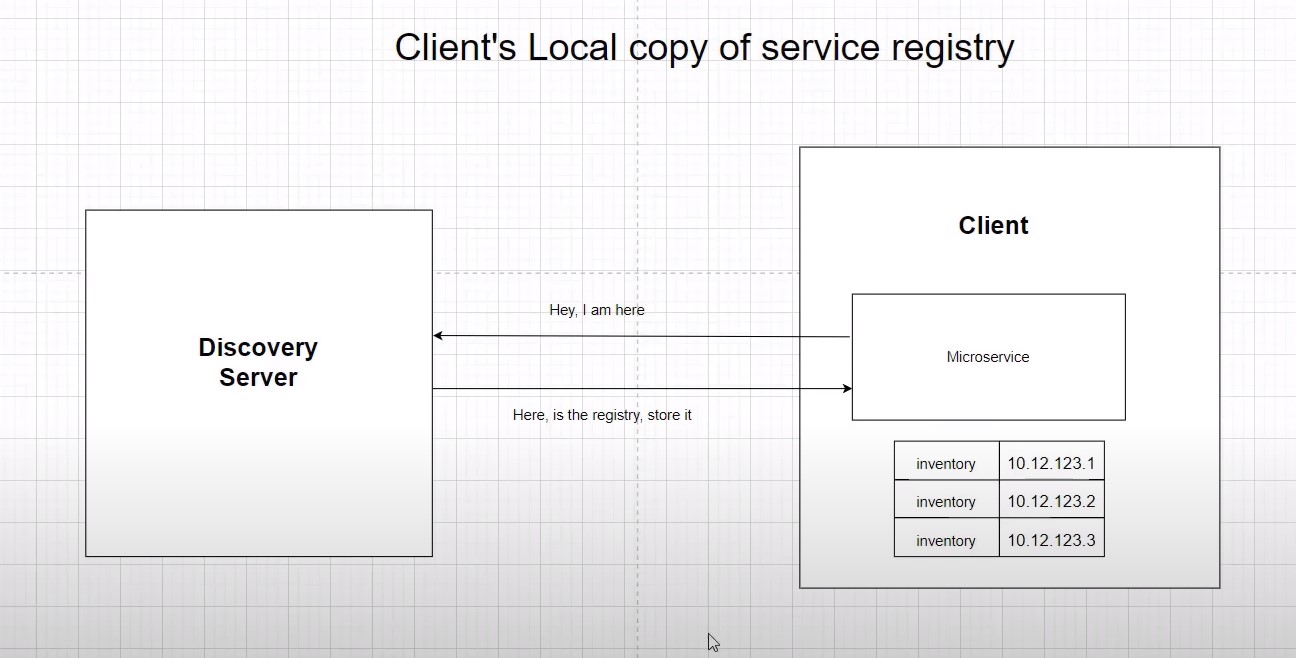 Client's Local copy of service registry
Client
Hey, I am here
Discovery
Server
Microservice
Here, is the registry, store it
inventory 10.12.123.1
inventory 10.12.123.2
inventory 10.12.123.3